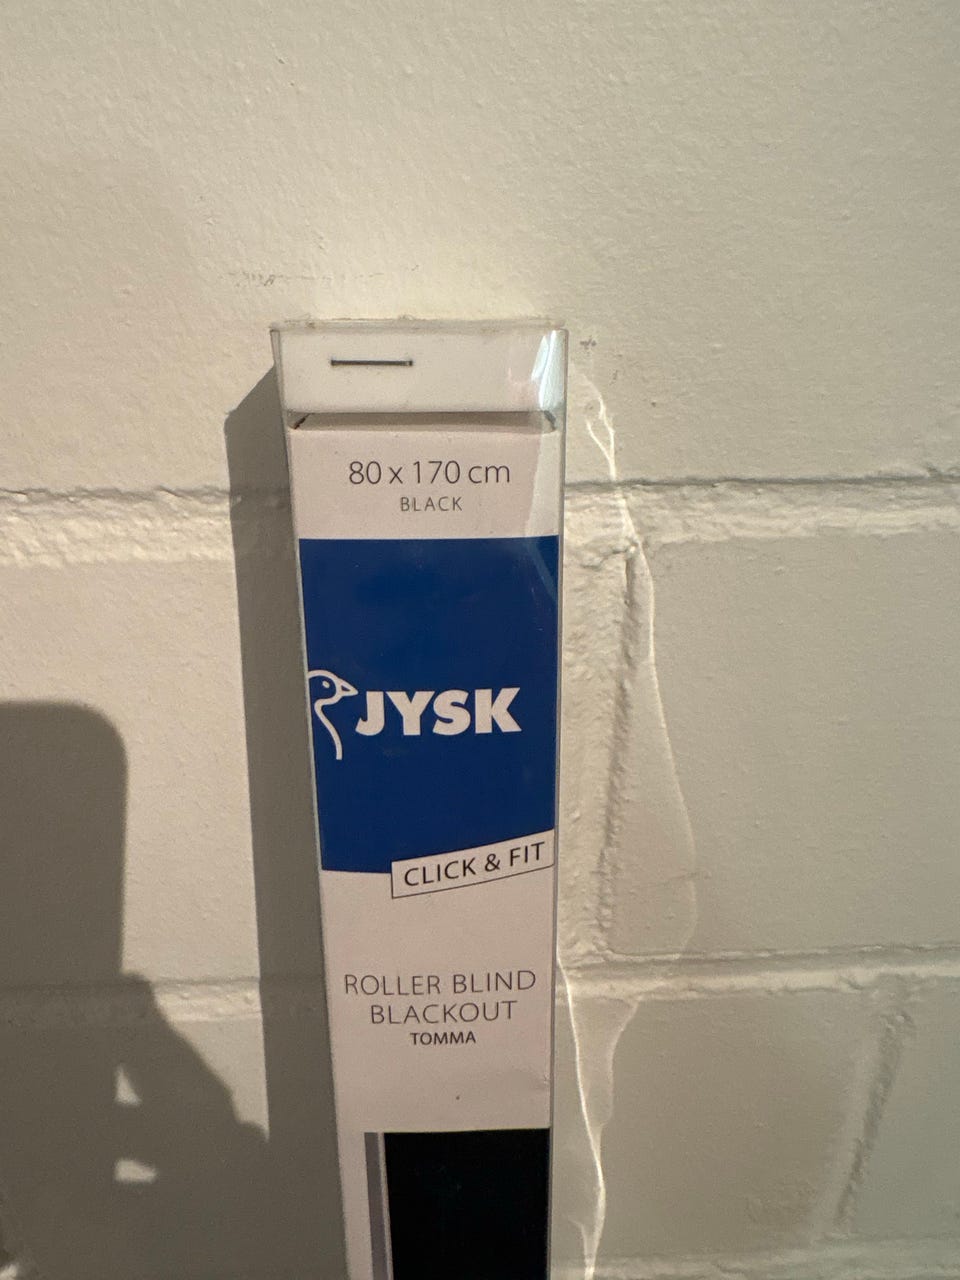 80 x 170 cm
BLACK
JYSK
CLICK & FIT
ROLLER BLIND
BLACKOUT
TOMMA